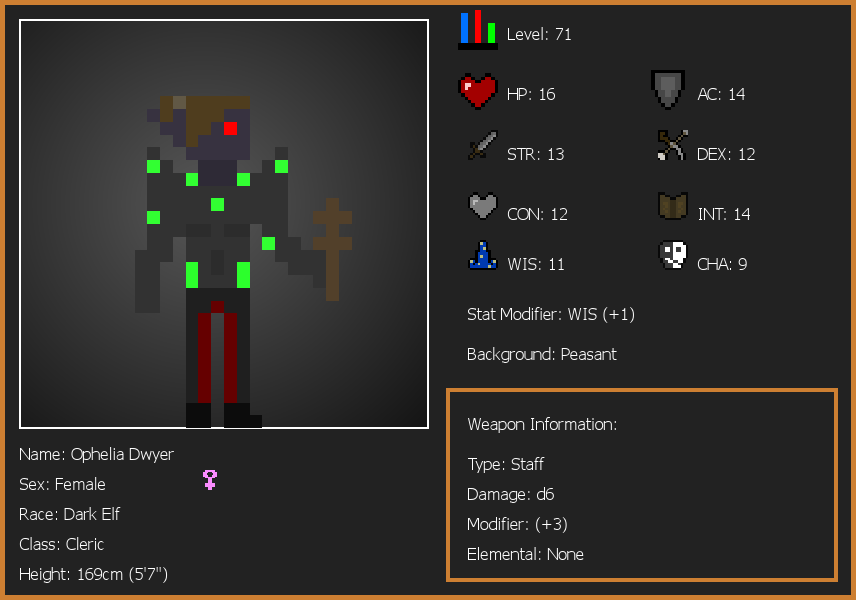 Level: 71
HP: 16
AC: 14
STR: 13
DEX: 12
CON: 12
INT: 14
WIS: 11
CHA: 9
Stat Modifier: WIS (+1)
Background: Peasant
Weapon Information:
Type: Staff
Damage: d6
Modifier: (+3)
Elemental: None
Name: Ophelia Dwyer
Sex: Female
Race: Dark Elf
Class: Cleric
Height: 169cm (5'7")